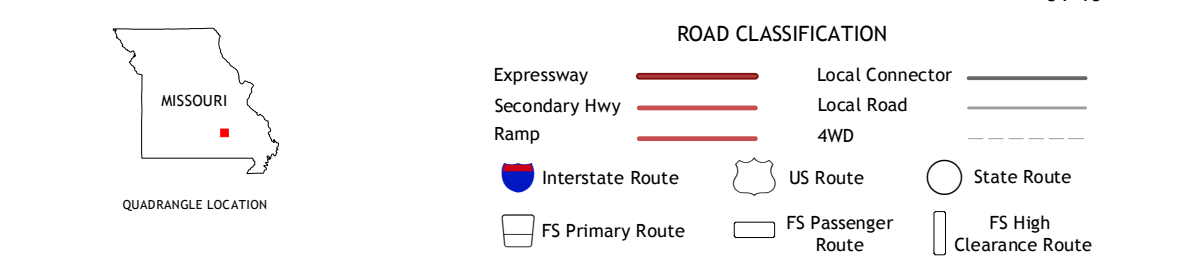 ROAD CLASSIFICATION
Expressway
Local Connector
MISSOURI
Secondary Hwy
Local Road
Ramp
4WD
Interstate Route
US Route
State Route
QUADRANGLE LOCATION
FS Primary Route
FS Passenger
Route
FS High
Clearance Route